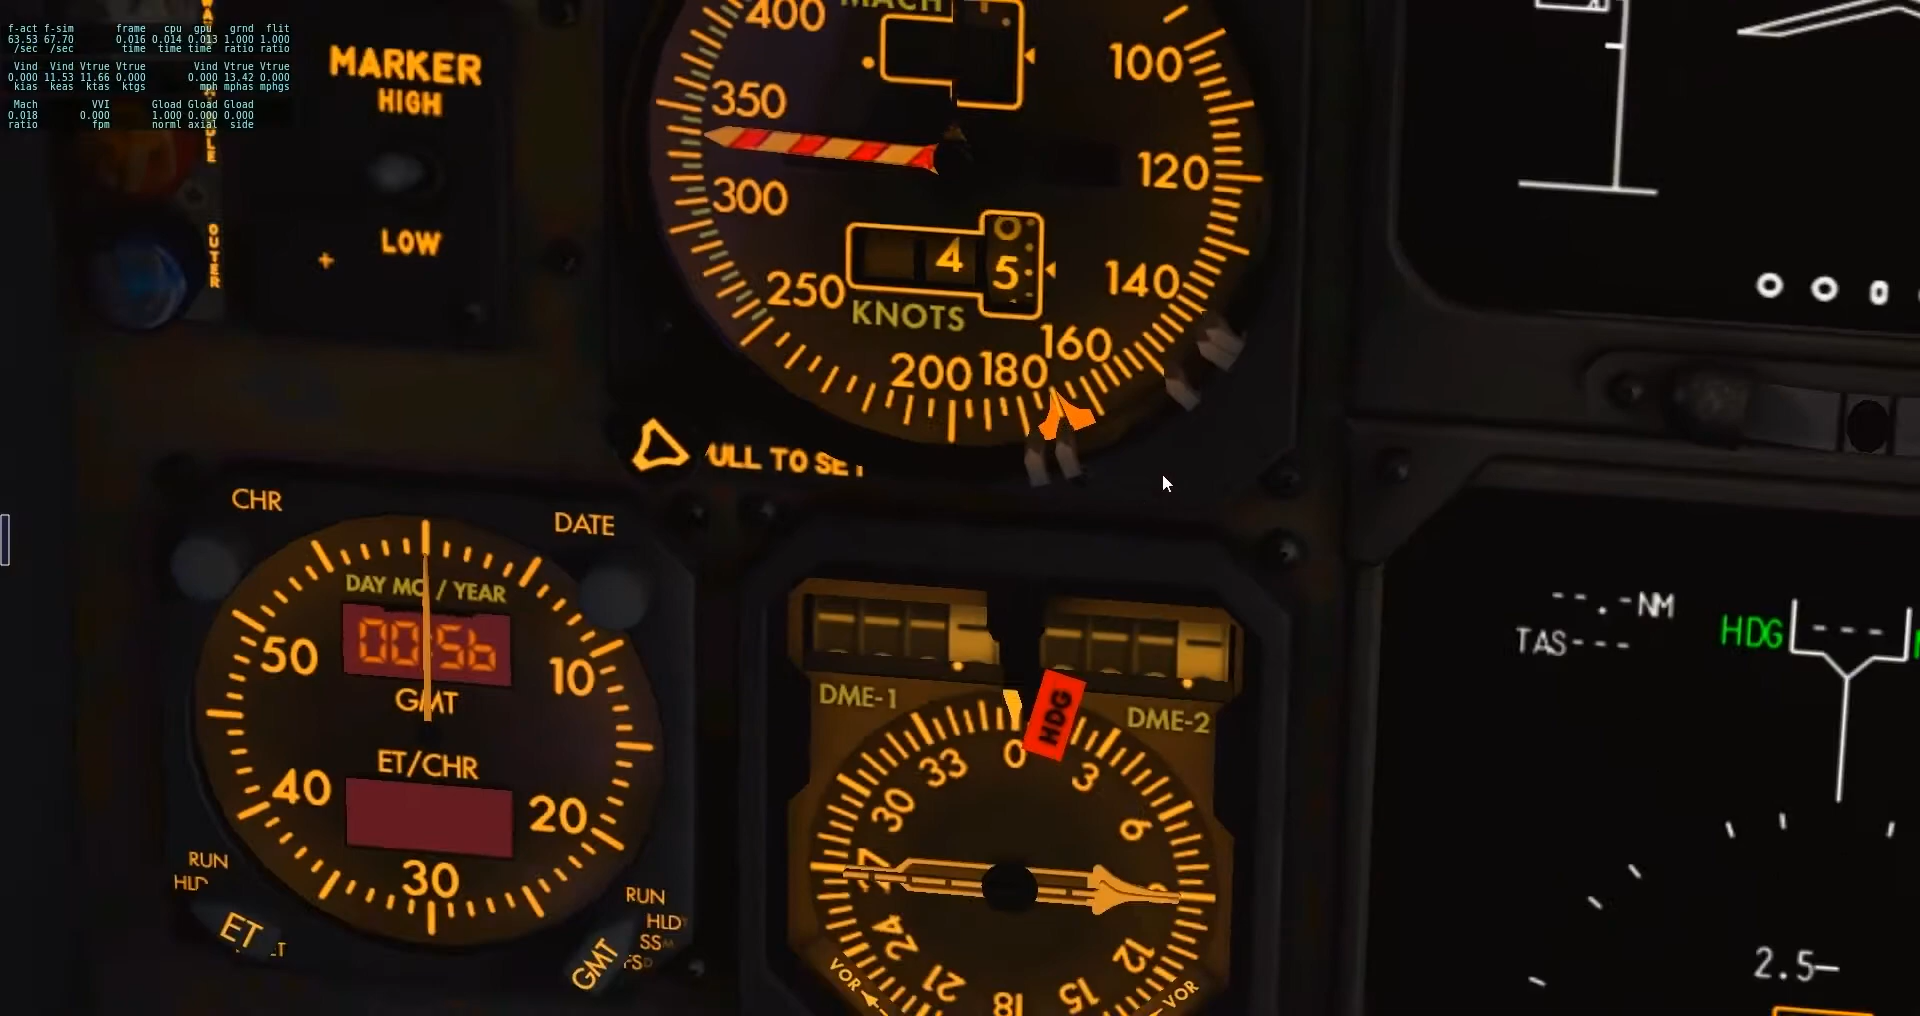 f-act f-sim frame cpu gpu grnd flit
63.53 67.70 0.016 0.014 0.013 1.000 1.000
/sec /sec time time time ratio ratio
Vind Vind Vtrue Vtrue Vind Vtrue Vtrue
0.000 11.53 11.66 0.000 0.000 13.42 0.000
kias keas ktas ktgs mph mphas mphgs
Mach VVI Gload Gload Gload
0.018 0.000 1.000 0.000 0.000
ratio fpm norml axial side
MARKER
HIGH
LOW
OUTER
MACH
400
350
300
250
200
180
160
140
120
100
4 5
KNOTS
ULL TO SET
CHR
DATE
DAY MO / YEAR
00:56
GMT
ET/CHR
50
10
40
20
30
RUN
HLD
ET
RUN
HLD
SS
FS
GMT
DME-1
DME-2
HDG
0
33
3
30
6
27
24
12
21
18
15
VOR
VOR
--.-NM
TAS---
HDG
---
2.5